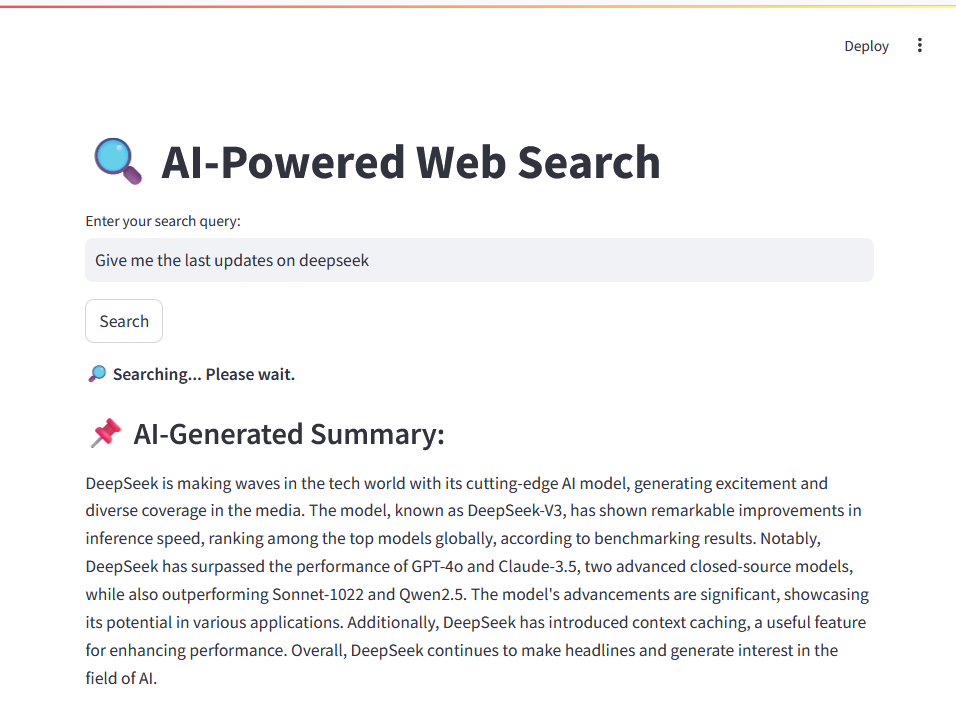 Deploy
AI-Powered Web Search
Enter your search query:
Give me the last updates on deepseek
Search
Searching... Please wait.
AI-Generated Summary:
DeepSeek is making waves in the tech world with its cutting-edge AI model, generating excitement and
diverse coverage in the media. The model, known as DeepSeek-V3, has shown remarkable improvements in
inference speed, ranking among the top models globally, according to benchmarking results. Notably,
DeepSeek has surpassed the performance of GPT-4o and Claude-3.5, two advanced closed-source models,
while also outperforming Sonnet-1022 and Qwen2.5. The model's advancements are significant, showcasing
its potential in various applications. Additionally, DeepSeek has introduced context caching, a useful feature
for enhancing performance. Overall, DeepSeek continues to make headlines and generate interest in the
field of AI.